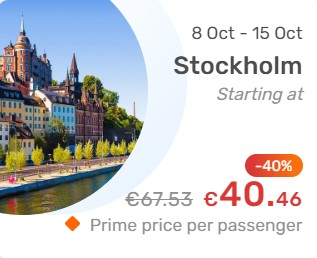 8 Oct - 15 Oct
Stockholm
Starting at
-40%
€67.53 €40.46
Prime price per passenger